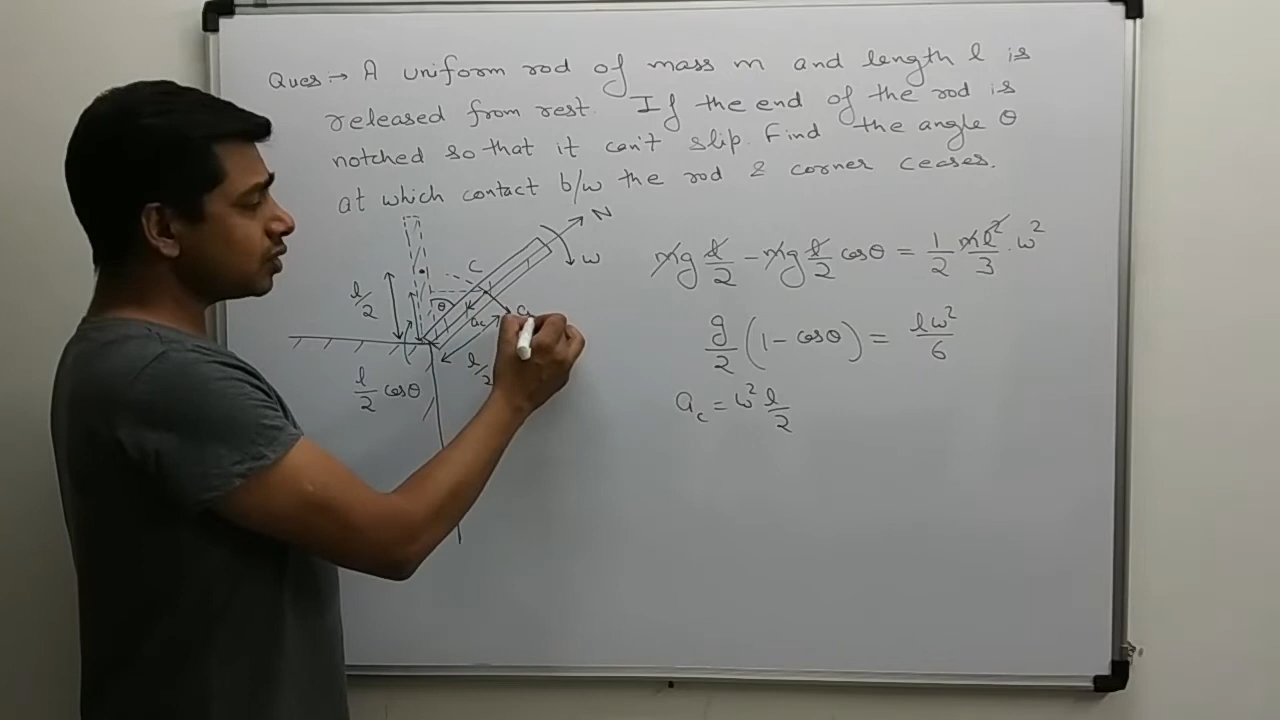 Ques:→ A uniform rod of mass m and length l is
released from rest. If the end of the rod is
notched so that it can't slip. Find the angle θ
at which contact b/w the rod & corner ceases.
N
C
ω
l/2
θ
a_c
l/2
l/2 cosθ
mg l/2 - mg l/2 cosθ = 1/2 ml²/3 . ω²
g/2 (1 - cosθ) = lω²/6
a_c = ω² l/2